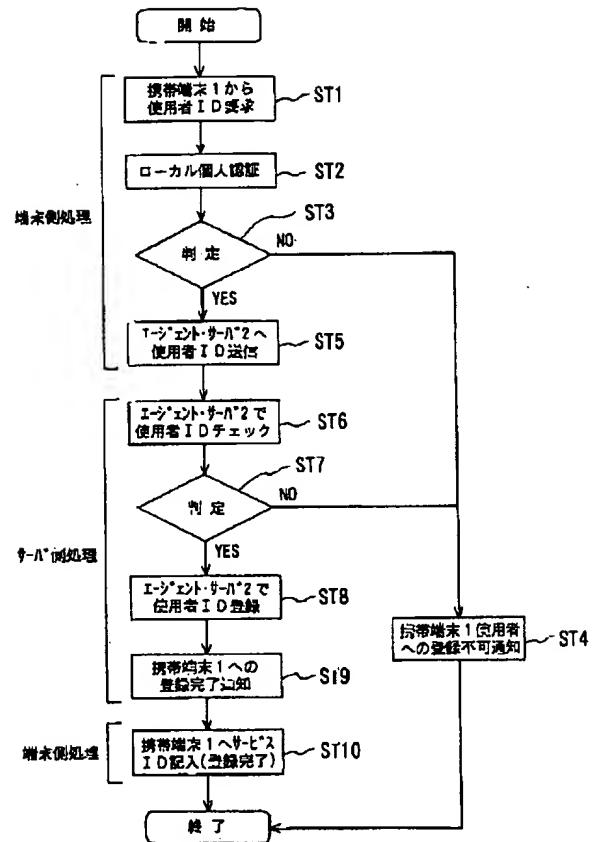 開 始
携帯端末1から
使用者ID要求
ST1
ローカル個人認証
ST2
端末側処理
ST3
判 定
NO
YES
エージェント・サーバ2へ
使用者ID送信
ST5
エージェント・サーバ2で
使用者IDチェック
ST6
ST7
判 定
NO
サーバ側処理
YES
エージェント・サーバ2で
使用者ID登録
ST8
携帯端末1使用者
への登録不可通知
ST4
携帯端末1への
登録完了通知
ST9
端末側処理
携帯端末1へサービス
ID記入(登録完了)
ST10
終 了